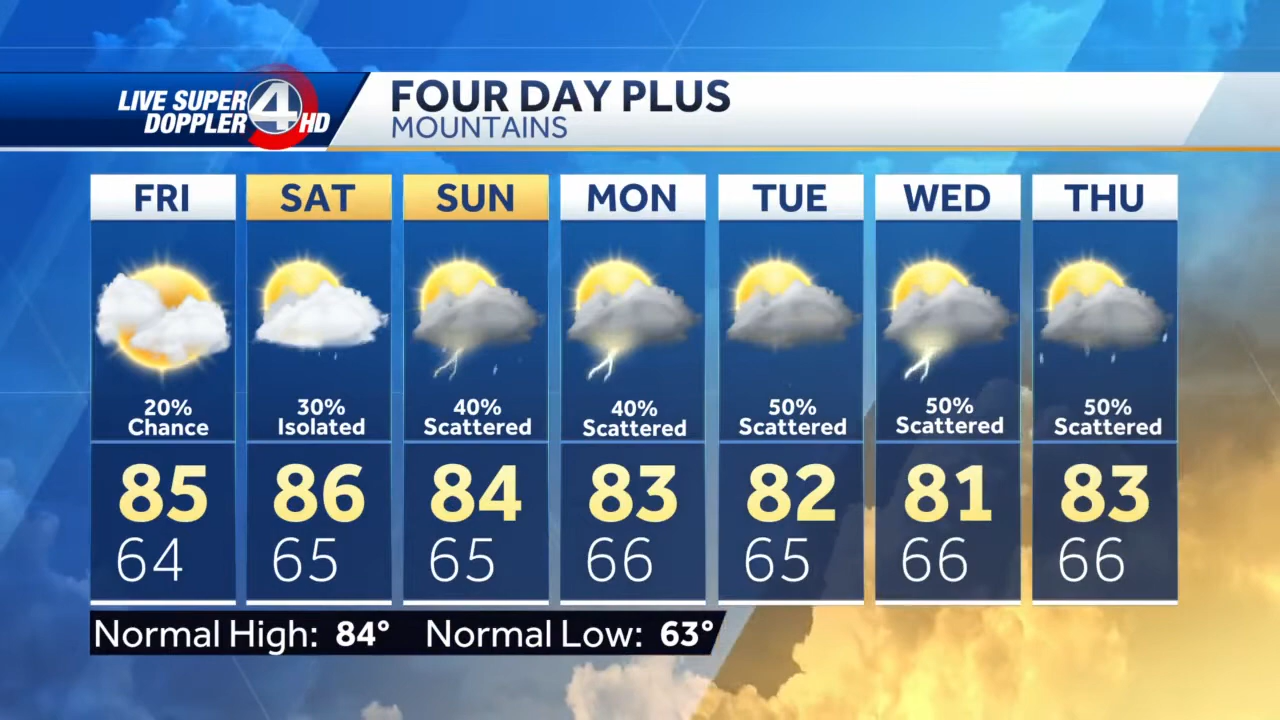 LIVE SUPER
DOPPLER 4 HD
FOUR DAY PLUS
MOUNTAINS
FRI SAT SUN MON TUE WED THU
20% 30% 40% 40% 50% 50% 50%
Chance Isolated Scattered Scattered Scattered Scattered Scattered
85 86 84 83 82 81 83
64 65 65 66 65 66 66
Normal High: 84° Normal Low: 63°